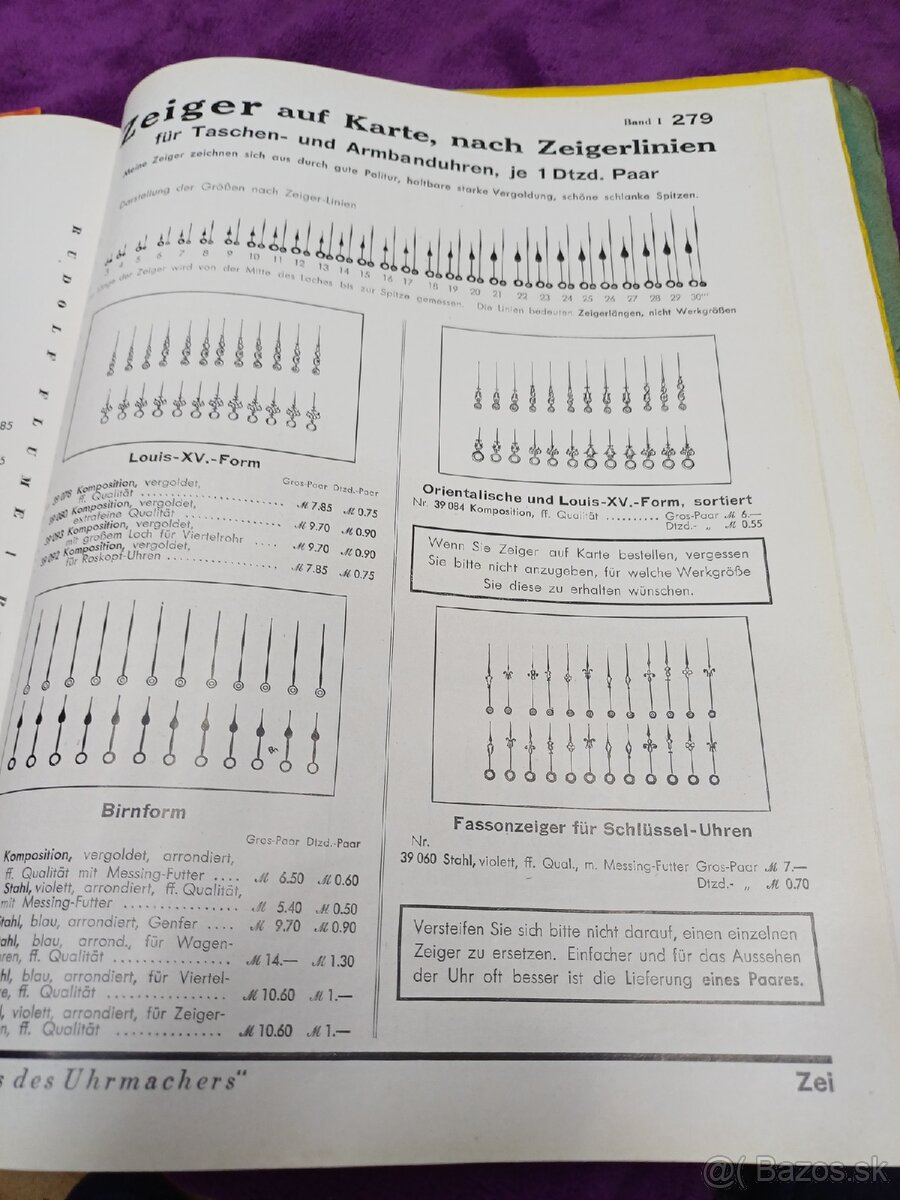 Band I 279
Zeiger auf Karte, nach Zeigerlinien
für Taschen- und Armbanduhren, je 1 Dtzd. Paar
Meine Zeiger zeichnen sich aus durch gute Politur, haltbare starke Vergoldung, schöne schlanke Spitzen.
Darstellung der Größen nach Zeiger-Linien
3 4 5 6 7 8 9 10 11 12 13 14 15 16 17 18 19 20 21 22 23 24 25 26 27 28 29 30'''
der Zeiger wird von der Mitte des Loches bis zur Spitze gemessen. Die Linien bedeuten Zeigerlängen, nicht Werkgrößen
RUDOLF FLUME
85
5
Louis-XV.-Form
Gros-Paar Dtzd.-Paar
39 078 Komposition, vergoldet,
ff. Qualität ........ M 7.85 M 0.75
39 080 Komposition, vergoldet,
extrafeine Qualität ........ M 9.70 M 0.90
Komposition, vergoldet,
mit großem Loch für Viertelrohr .... M 9.70 M 0.90
39 092 Komposition, vergoldet,
für Roskopf-Uhren ........ M 7.85 M 0.75
Birnform
Gros-Paar Dtzd.-Paar
Komposition, vergoldet, arrondiert,
ff. Qualität mit Messing-Futter .... M 6.50 M 0.60
Stahl, violett, arrondiert, ff. Qualität,
mit Messing-Futter ........ M 5.40 M 0.50
Stahl, blau, arrondiert, Genfer .... M 9.70 M 0.90
ahl, blau, arrond., für Wagen-
ren, ff. Qualität ........ M 14.— M 1.30
hl, blau, arrondiert, für Viertel-
e, ff. Qualität ........ M 10.60 M 1.—
l, violett, arrondiert, für Zeiger-
n, ff. Qualität ........ M 10.60 M 1.—
Orientalische und Louis-XV.-Form, sortiert
Nr. 39 084 Komposition, ff. Qualität .......... Gros-Paar M 6.—
Dtzd.- „ M 0.55
Wenn Sie Zeiger auf Karte bestellen, vergessen
Sie bitte nicht anzugeben, für welche Werkgröße
Sie diese zu erhalten wünschen.
Fassonzeiger für Schlüssel-Uhren
Nr.
39 060 Stahl, violett, ff. Qual., m. Messing-Futter Gros-Paar M 7.—
Dtzd.- „ M 0.70
Versteifen Sie sich bitte nicht darauf, einen einzelnen
Zeiger zu ersetzen. Einfacher und für das Aussehen
der Uhr oft besser ist die Lieferung eines Paares.
s des Uhrmachers"
Zei
@( Bazos.sk